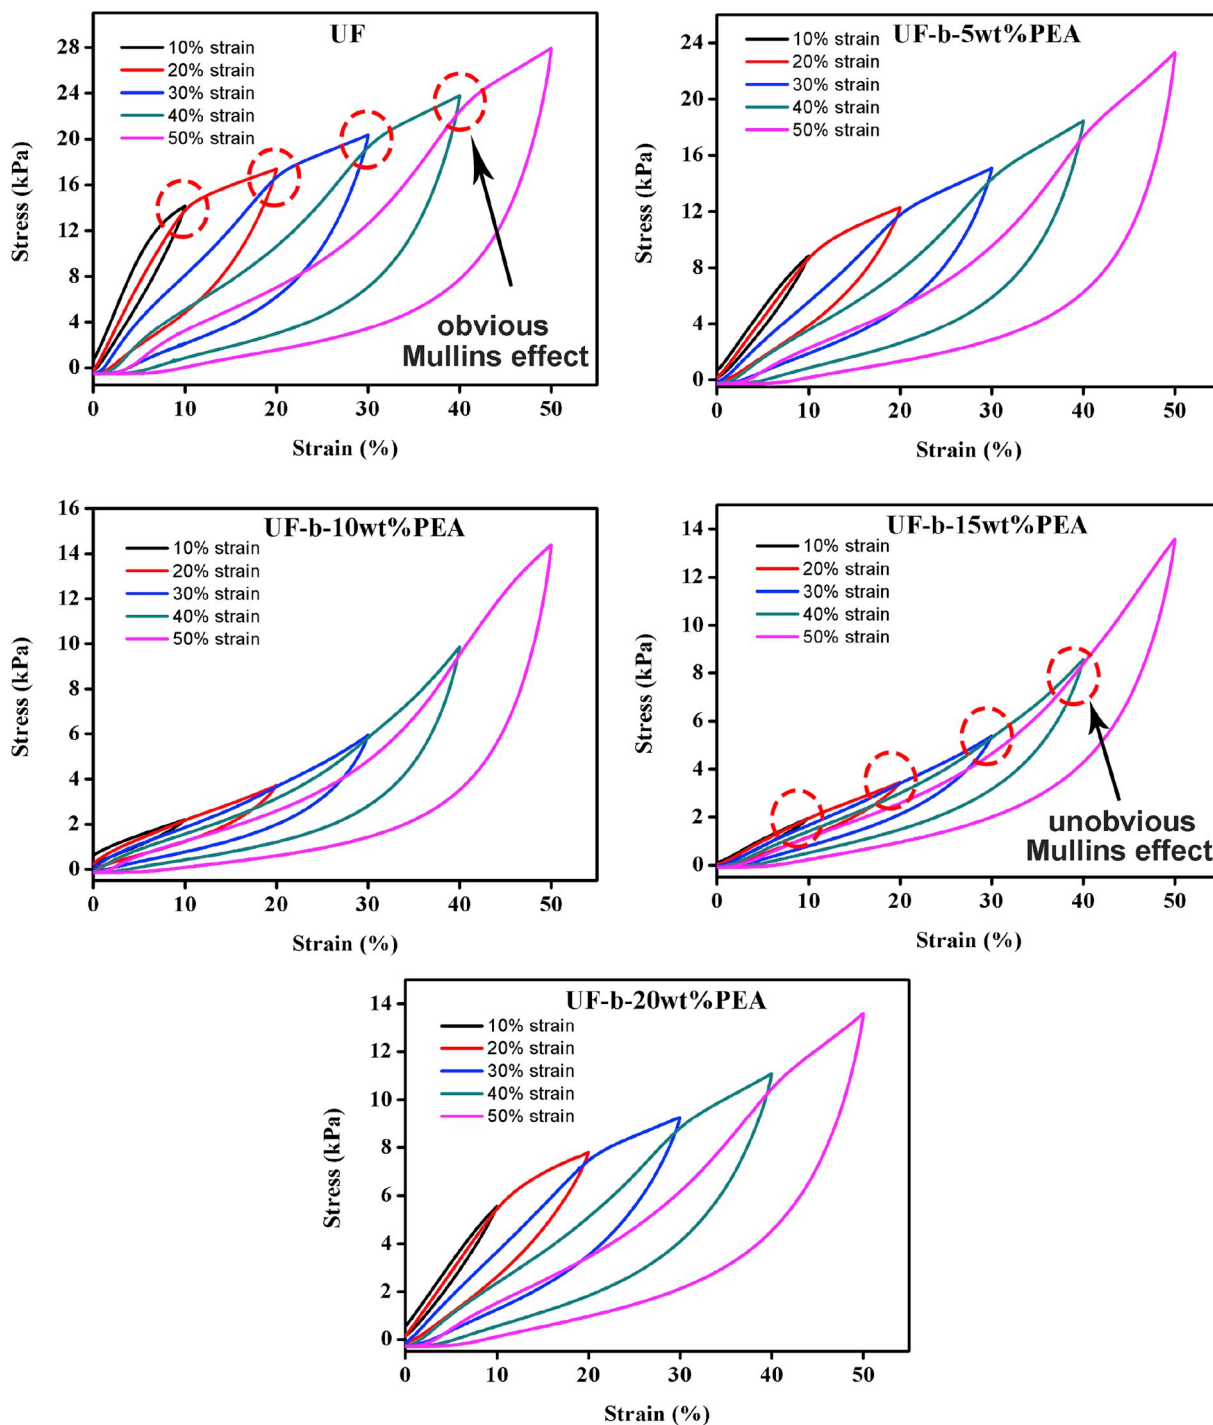 UF
10% strain
20% strain
30% strain
40% strain
50% strain
28
24
20
16
12
8
4
0
Stress (kPa)
obvious
Mullins effect
0 10 20 30 40 50
Strain (%)
UF-b-5wt%PEA
10% strain
20% strain
30% strain
40% strain
50% strain
24
20
16
12
8
4
0
Stress (kPa)
0 10 20 30 40 50
Strain (%)
UF-b-10wt%PEA
10% strain
20% strain
30% strain
40% strain
50% strain
16
14
12
10
8
6
4
2
0
Stress (kPa)
0 10 20 30 40 50
Strain (%)
UF-b-15wt%PEA
10% strain
20% strain
30% strain
40% strain
50% strain
14
12
10
8
6
4
2
0
Stress (kPa)
unobvious
Mullins effect
0 10 20 30 40 50
Strain (%)
UF-b-20wt%PEA
10% strain
20% strain
30% strain
40% strain
50% strain
14
12
10
8
6
4
2
0
Stress (kPa)
0 10 20 30 40 50
Strain (%)